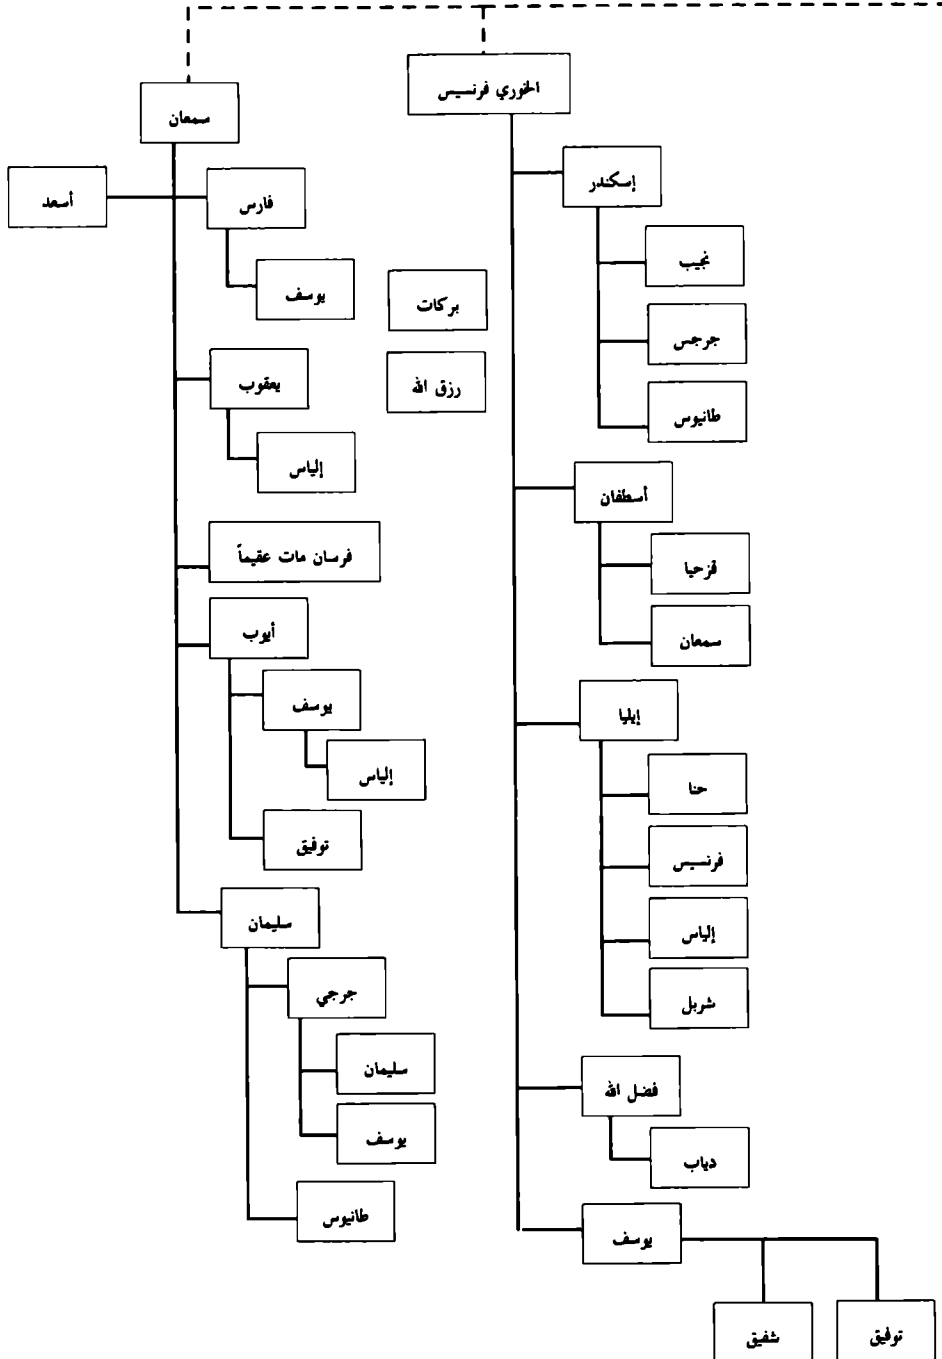 الخوري فرنسيس
إسكندر
نجيب
جرجس
طانيوس
أسطفان
قزحيا
سمعان
إيليا
حنا
فرنسيس
إلياس
شربل
فضل الله
دياب
يوسف
توفيق
شفيق
بركات
رزق الله
سمعان
فارس
أسعد
يوسف
يعقوب
إلياس
فرسان مات عقيماً
أيوب
يوسف
إلياس
توفيق
سليمان
جرجي
سليمان
يوسف
طانيوس